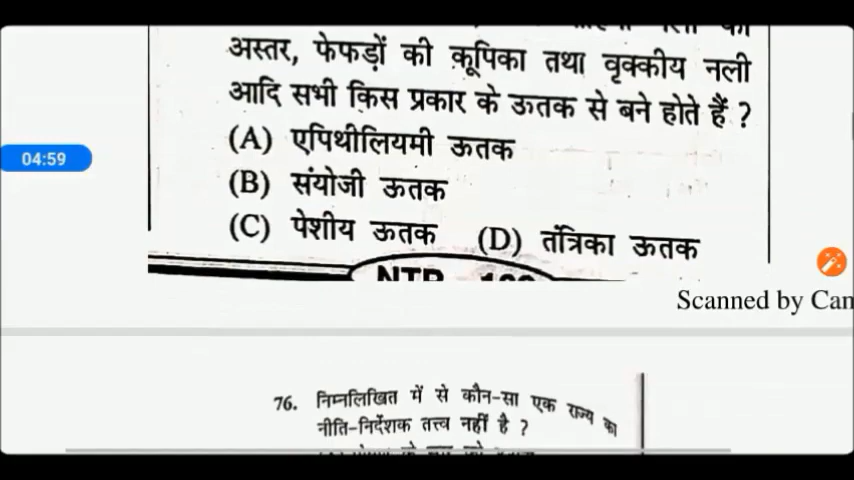 अस्तर, फेफड़ों की कूपिका तथा वृक्कीय नली
आदि सभी किस प्रकार के ऊतक से बने होते हैं ?
(A) एपिथीलियमी ऊतक
04:59
(B) संयोजी ऊतक
(C) पेशीय ऊतक (D) तंत्रिका ऊतक
Scanned by Cam
76. निम्नलिखित में से कौन-सा एक राज्य का
नीति-निर्देशक तत्त्व नहीं है ?